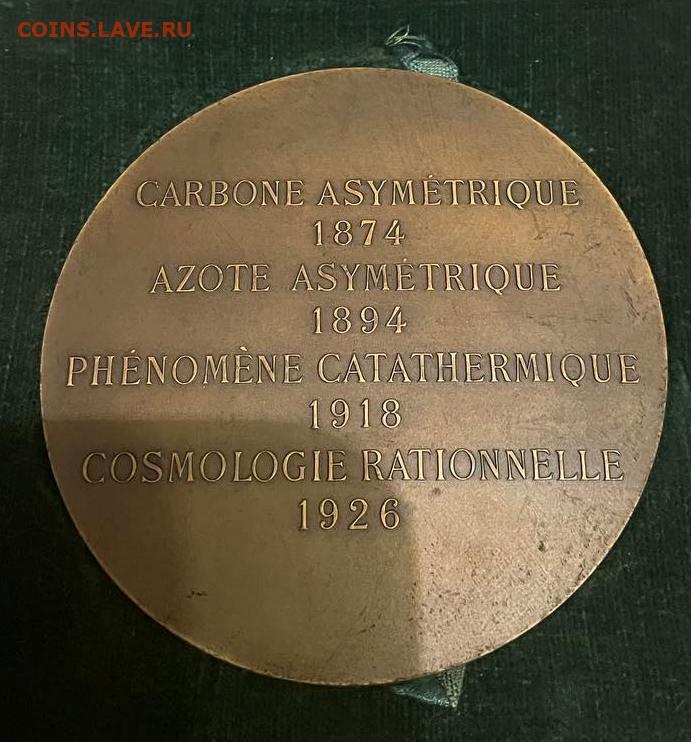 COINS.LAVE.RU
CARBONE ASYMÉTRIQUE
1874
AZOTE ASYMÉTRIQUE
1894
PHÉNOMÈNE CATATHERMIQUE
1918
COSMOLOGIE RATIONNELLE
1926